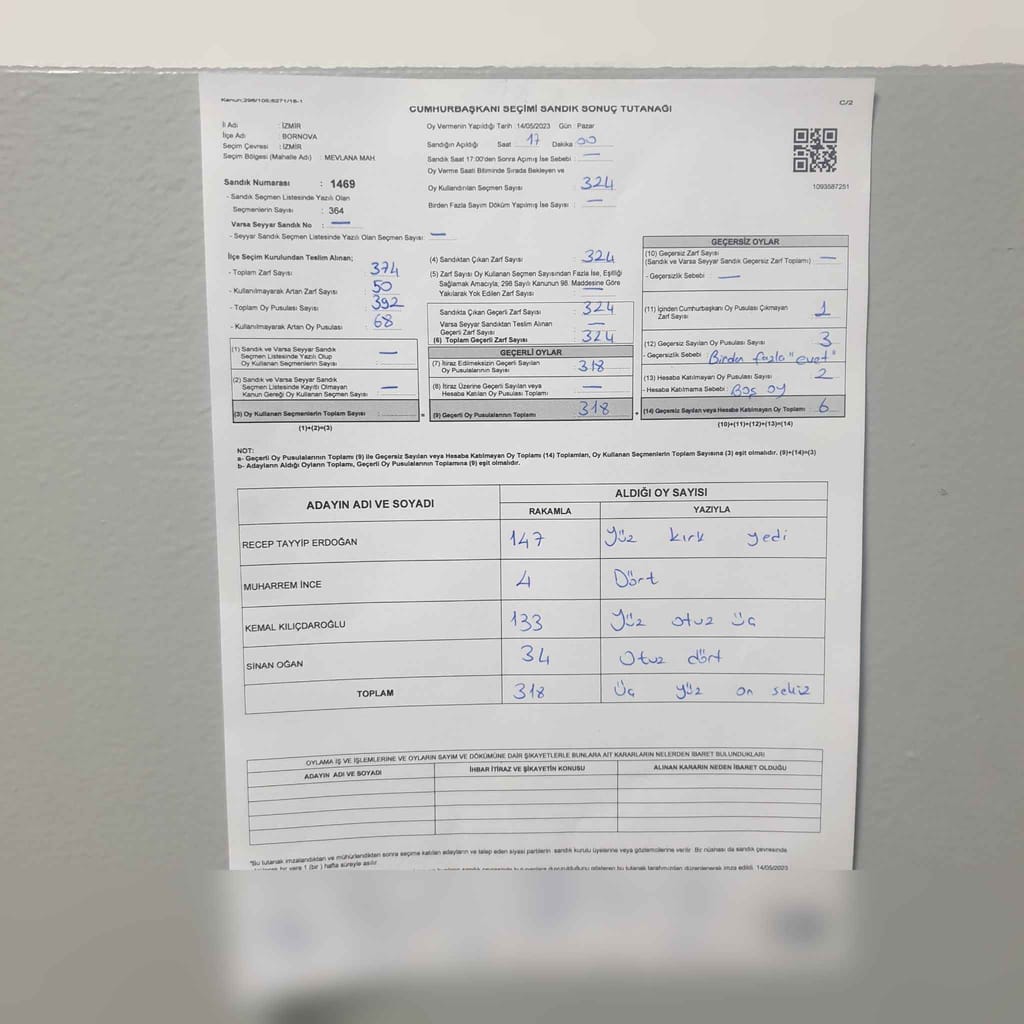 Kanun:298/105;6271/16-1
C/2
CUMHURBAŞKANI SEÇİMİ SANDIK SONUÇ TUTANAĞI
İl Adı : İZMİR
İlçe Adı : BORNOVA
Seçim Çevresi : İZMİR
Seçim Bölgesi (Mahalle Adı) : MEVLANA MAH.
Sandık Numarası : 1469
- Sandık Seçmen Listesinde Yazılı Olan
Seçmenlerin Sayısı : 364
Varsa Seyyar Sandık No : —
- Seyyar Sandık Seçmen Listesinde Yazılı Olan Seçmen Sayısı: —
Oy Vermenin Yapıldığı Tarih :14/05/2023 Gün : Pazar
Sandığın Açıldığı Saat 17 Dakika 00
Sandık Saat 17:00'den Sonra Açımış İse Sebebi : —
Oy Verme Saati Bitiminde Sırada Bekleyen ve
Oy Kullandırılan Seçmen Sayısı : 324
Birden Fazla Sayım Döküm Yapılmış İse Sayısı : —
1093587251
İlçe Seçim Kurulundan Teslim Alınan;
- Toplam Zarf Sayısı : 374
- Kullanılmayarak Artan Zarf Sayısı : 50
- Toplam Oy Pusulası Sayısı : 392
- Kullanılmayarak Artan Oy Pusulası : 68
(1) Sandık ve Varsa Seyyar Sandık
Seçmen Listesinde Yazılı Olup
Oy Kullanan Seçmenlerin Sayısı : —
(2) Sandık ve Varsa Seyyar Sandık
Seçmen Listesinde Kayıtlı Olmayan
Kanun Gereği Oy Kullanan Seçmen Sayısı : —
(3) Oy Kullanan Seçmenlerin Toplam Sayısı :
=
(1)+(2)=(3)
(4) Sandıktan Çıkan Zarf Sayısı : 324
(5) Zarf Sayısı Oy Kullanan Seçmen Sayısından Fazla İse, Eşitliği
Sağlamak Amacıyla; 298 Sayılı Kanunun 98. Maddesine Göre
Yakılarak Yok Edilen Zarf Sayısı : —
Sandıkta Çıkan Geçerli Zarf Sayısı : 324
Varsa Seyyar Sandıktan Teslim Alınan
Geçerli Zarf Sayısı : —
(6) Toplam Geçerli Zarf Sayısı : 324
GEÇERLİ OYLAR
(7) İtiraz Edilmeksizin Geçerli Sayılan
Oy Pusulasının Sayısı : 318
(8) İtiraz Üzerine Geçerli Sayılan veya
Hesaba Katılan Oy Pusulası Toplamı : —
(9) Geçerli Oy Pusulalarının Toplamı : 318
+
GEÇERSİZ OYLAR
(10) Geçersiz Zarf Sayısı
(Sandık ve Varsa Seyyar Sandık Geçersiz Zarf Toplamı) : —
- Geçersizlik Sebebi : —
(11) İçinden Cumhurbaşkanı Oy Pusulası Çıkmayan
Zarf Sayısı : 1
(12) Geçersiz Sayılan Oy Pusulası Sayısı : 3
- Geçersizlik Sebebi : Birden fazla "evet"
(13) Hesaba Katılmayan Oy Pusulası Sayısı : 2
- Hesaba Katılmama Sebebi : Boş oy
(14) Geçersiz Sayılan veya Hesaba Katılmayan Oy Toplamı : 6
(10)+(11)+(12)+(13)=(14)
NOT:
a- Geçerli Oy Pusulalarının Toplamı (9) ile Geçersiz Sayılan veya Hesaba Katılmayan Oy Toplamı (14) Toplamları, Oy Kullanan Seçmenlerin Toplam Sayısına (3) eşit olmalıdır. (9)+(14)=(3)
b- Adayların Aldığı Oyların Toplamı, Geçerli Oy Pusulalarının Toplamına (9) eşit olmalıdır.
ADAYIN ADI VE SOYADI
ALDIĞI OY SAYISI
RAKAMLA YAZIYLA
RECEP TAYYİP ERDOĞAN 147 Yüz kırk yedi
MUHARREM İNCE 4 Dört
KEMAL KILIÇDAROĞLU 133 Yüz otuz üç
SİNAN OĞAN 34 Otuz dört
TOPLAM 318 Üç yüz on sekiz
OYLAMA İŞ VE İŞLEMLERİNE VE OYLARIN SAYIM VE DÖKÜMÜNE DAİR ŞİKAYETLERLE BUNLARA AİT KARARLARIN NELERDEN İBARET BULUNDUKLARI
ADAYIN ADI VE SOYADI İHBAR İTİRAZ VE ŞİKAYETİN KONUSU ALINAN KARARIN NEDEN İBARET OLDUĞU
*Bu tutanak imzalandıktan ve mühürlendikten sonra seçime katılan adayların ve talep eden siyasi partilerin sandık kurulu üyelerine veya gözlemcilerine verilir. Bir nüshası da sandık çevresinde
bir yere 1 (bir) hafta süreyle asılır.
doğruluğunu gösteren bu tutanak tarafımızdan düzenlenerek imza edildi. 14/05/2023